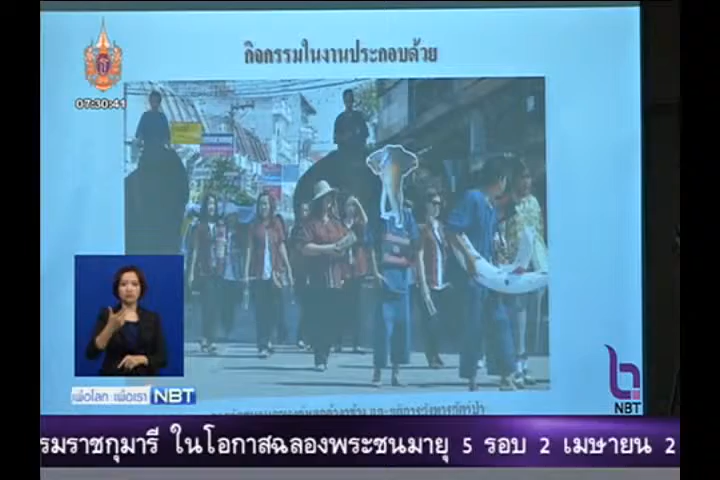 กิจกรรมในงานประกอบด้วย
07:30:41
เพื่อโลก เพื่อเรา NBT
NBT
รมราชกุมารี ในโอกาสฉลองพระชนมายุ 5 รอบ 2 เมษายน 2